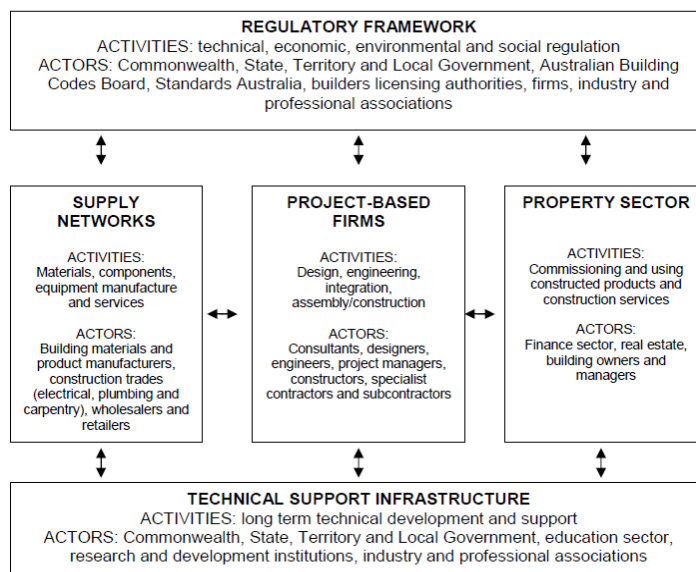 REGULATORY FRAMEWORK
ACTIVITIES: technical, economic, environmental and social regulation
ACTORS: Commonwealth, State, Territory and Local Government, Australian Building
Codes Board, Standards Australia, builders licensing authorities, firms, industry and
professional associations
SUPPLY
NETWORKS
ACTIVITIES:
Materials, components,
equipment manufacture
and services
ACTORS:
Building materials and
product manufacturers,
construction trades
(electrical, plumbing and
carpentry), wholesalers and
retailers
PROJECT-BASED
FIRMS
ACTIVITIES:
Design, engineering,
integration,
assembly/construction
ACTORS:
Consultants, designers,
engineers, project managers,
constructors, specialist
contractors and subcontractors
PROPERTY SECTOR
ACTIVITIES:
Commissioning and using
constructed products and
construction services
ACTORS:
Finance sector, real estate,
building owners and
managers
TECHNICAL SUPPORT INFRASTRUCTURE
ACTIVITIES: long term technical development and support
ACTORS: Commonwealth, State, Territory and Local Government, education sector,
research and development institutions, industry and professional associations